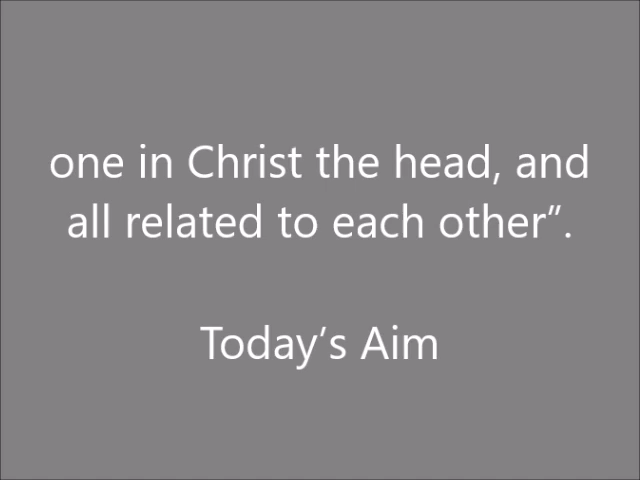 one in Christ the head, and
all related to each other”.
Today’s Aim